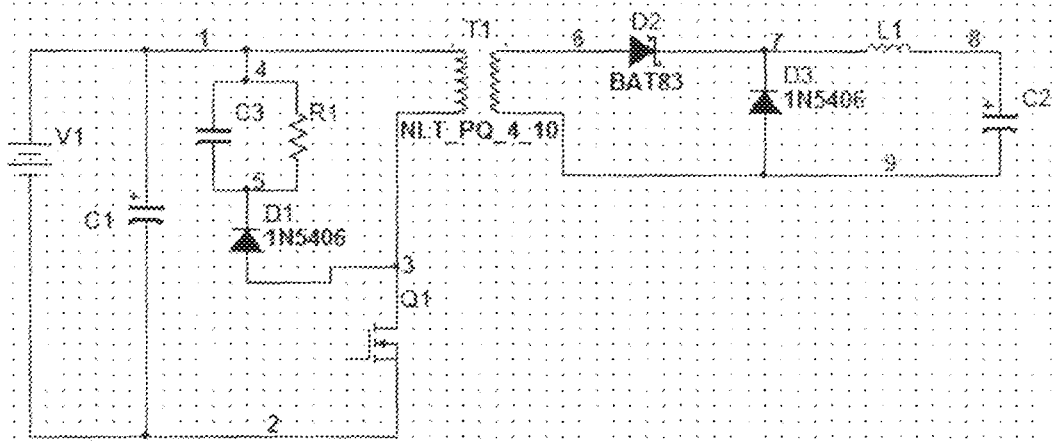 1
T1
6
D2
BAT83
7
L1
8
4
C3
R1
D3
1N5406
C2
V1
NLT_PQ_4_10
9
5
C1
D1
1N5406
3
Q1
2